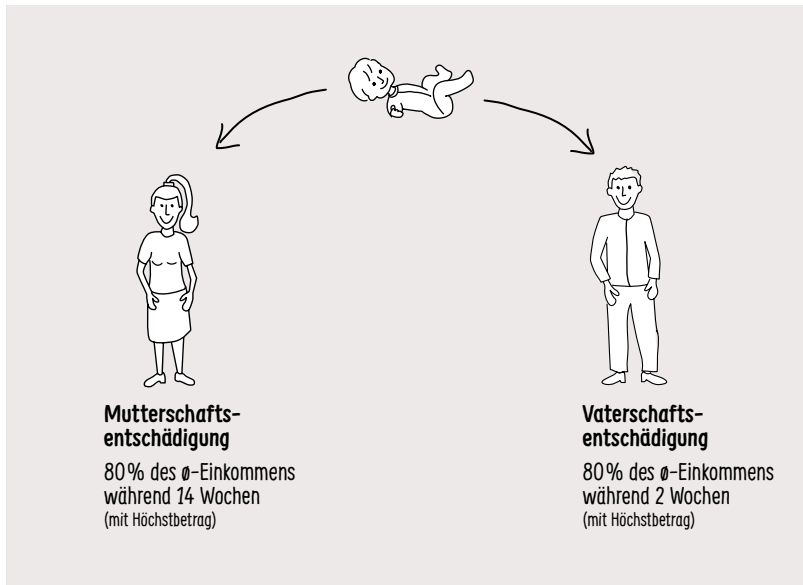 Mutterschafts-
entschädigung
80% des ø-Einkommens
während 14 Wochen
(mit Höchstbetrag)
Vaterschafts-
entschädigung
80% des ø-Einkommens
während 2 Wochen
(mit Höchstbetrag)